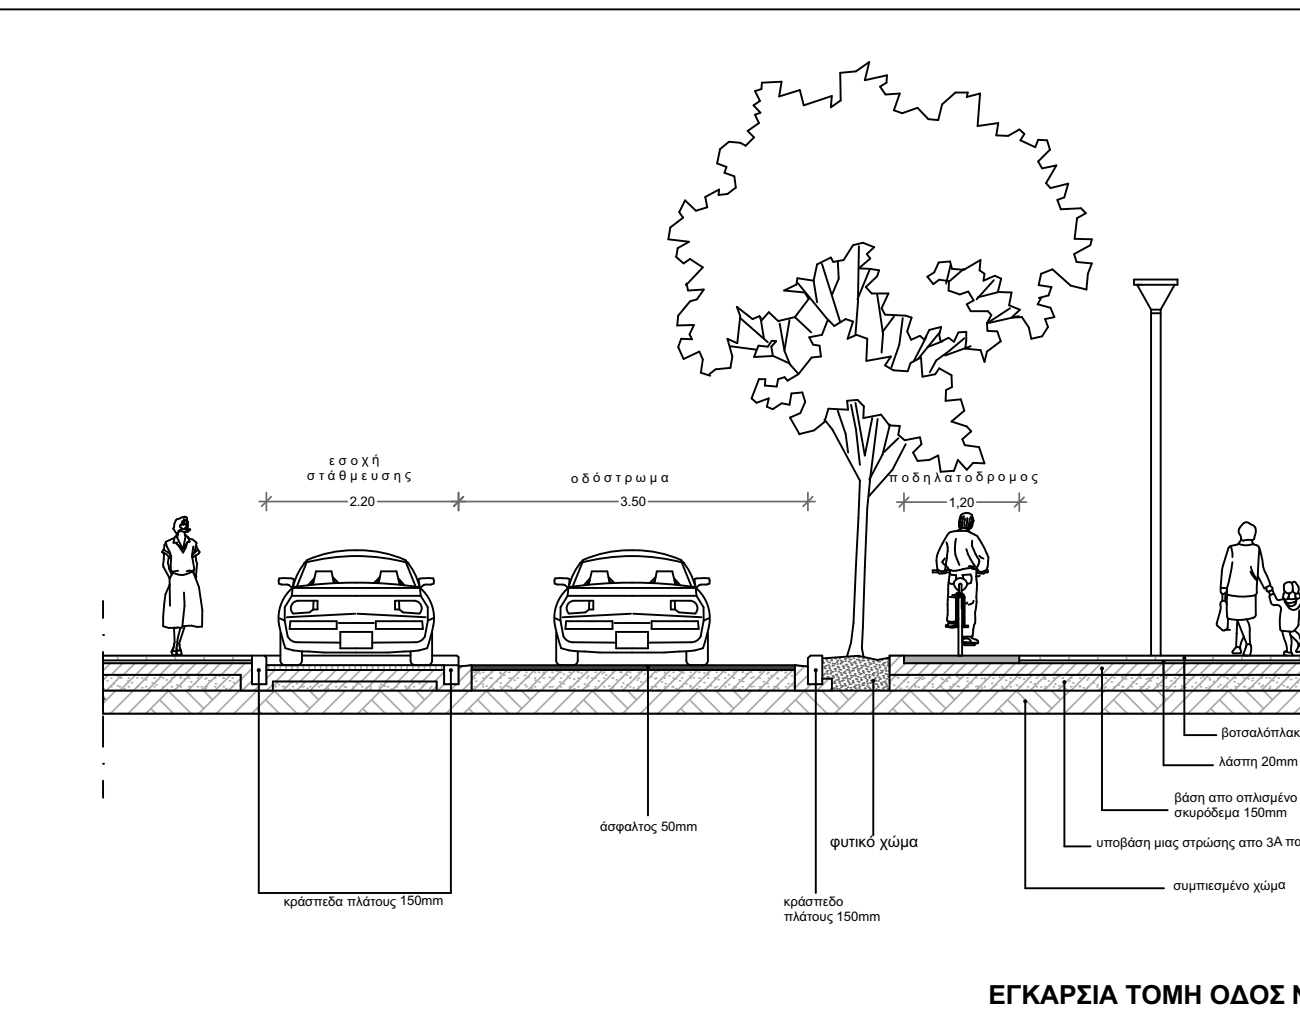 εσοχή
στάθμευσης
οδόστρωμα
ποδηλατοδρομος
2.20
3.50
1,20
βοτσαλόπλακ
λάσπη 20mm
βάση απο οπλισμένο
σκυρόδεμα 150mm
άσφαλτος 50mm
φυτικό χώμα
υποβάση μιας στρώσης απο 3Α πα
συμπιεσμένο χώμα
κράσπεδα πλάτους 150mm
κράσπεδο
πλάτους 150mm
ΕΓΚΑΡΣΙΑ ΤΟΜΗ ΟΔΟΣ